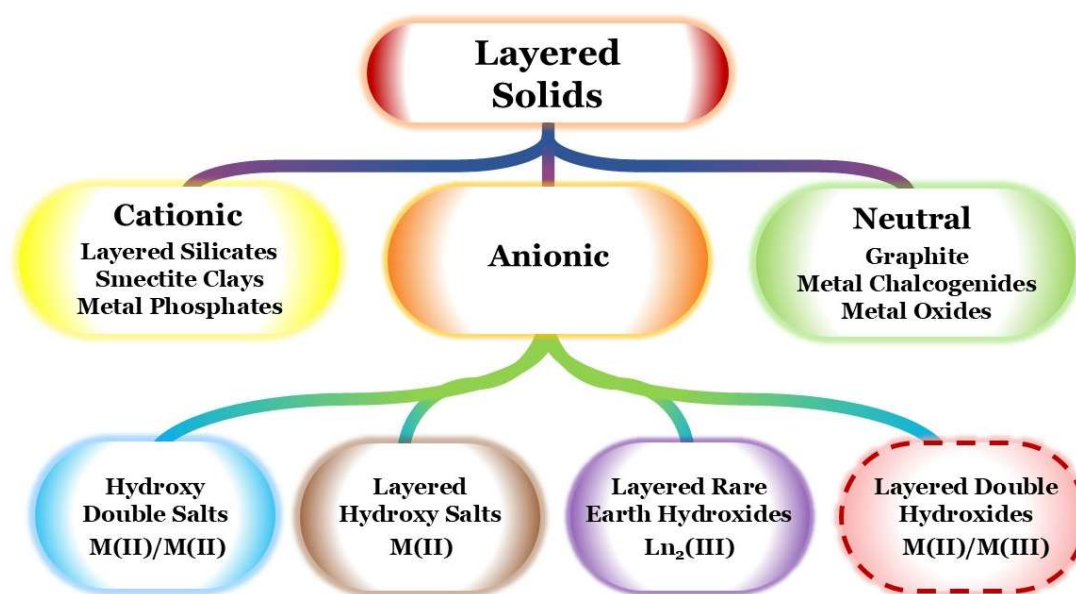 Layered
Solids
Cationic
Layered Silicates
Smectite Clays
Metal Phosphates
Anionic
Neutral
Graphite
Metal Chalcogenides
Metal Oxides
Hydroxy
Double Salts
M(II)/M(II)
Layered
Hydroxy Salts
M(II)
Layered Rare
Earth Hydroxides
Ln₂(III)
Layered Double
Hydroxides
M(II)/M(III)